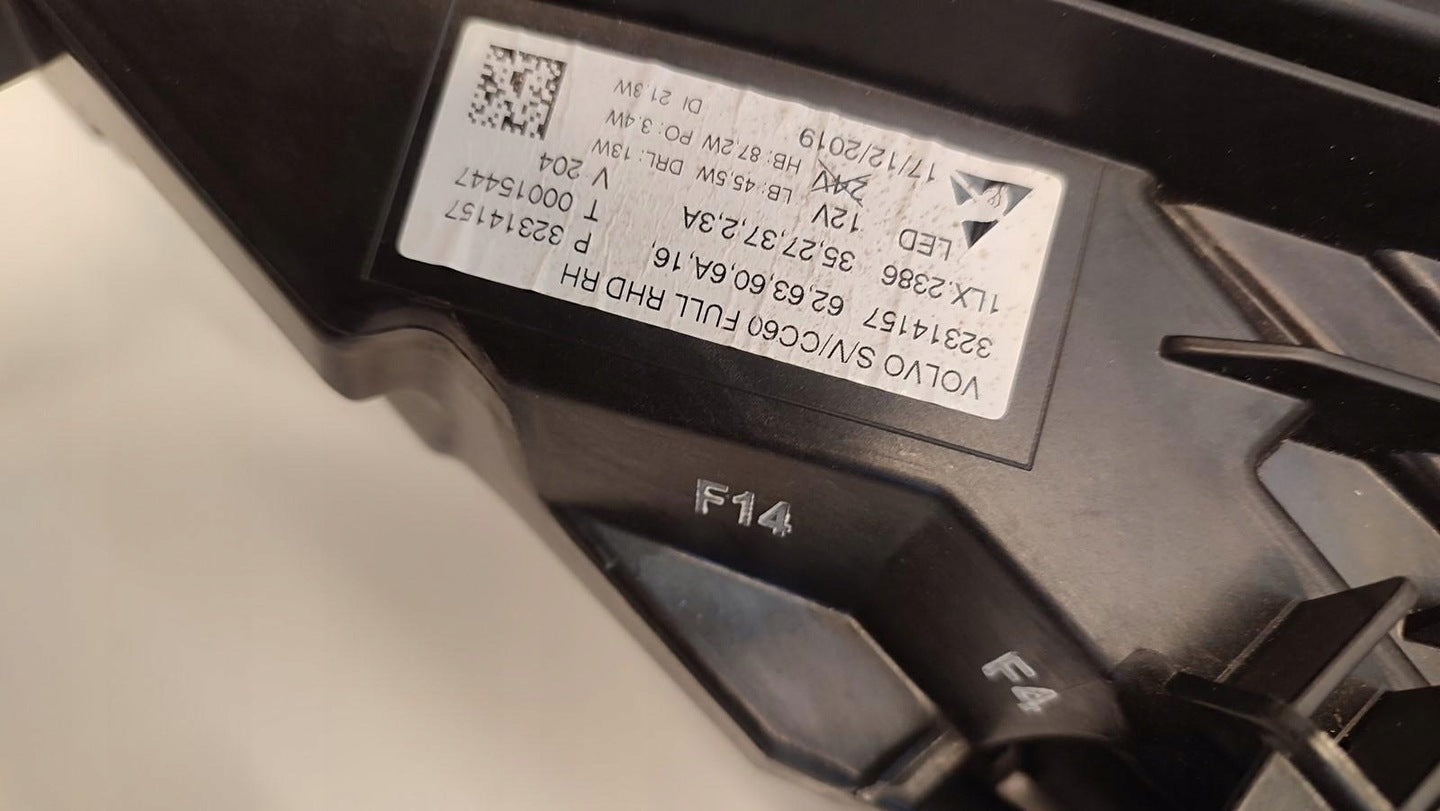 VOLVO S/V/CC60 FULL RHD RH
32314157 62,63,60,6A,16,
1LX.2386 35,27,37,2,3A
P 32314157
LED 12V
T 00015447
24V
LB: 45.5W DRL: 13W
V 204
17/12/2019
HB: 87.2W PO: 3.4W
DI 21.3W
F14
F4